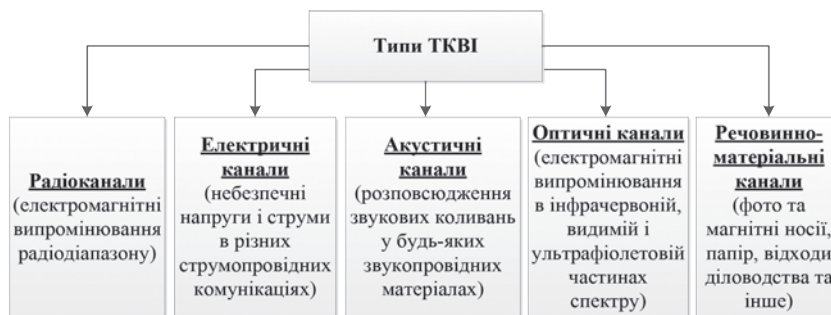 Типи ТКВІ
Радіоканали
(електромагнітні
випромінювання
радіодіапазону)
Електричні
канали
(небезпечні
напруги і струми
в різних
струмопровідних
комунікаціях)
Акустичні
канали
(розповсюдження
звукових коливань
у будь-яких
звукопровідних
матеріалах)
Оптичні канали
(електромагнітні
випромінювання
в інфрачервоній,
видимій і
ультрафіолетовій
частинах
спектру)
Речовинно-
матеріальні
канали
(фото та
магнітні носії,
папір, відходи
діловодства та
інше)